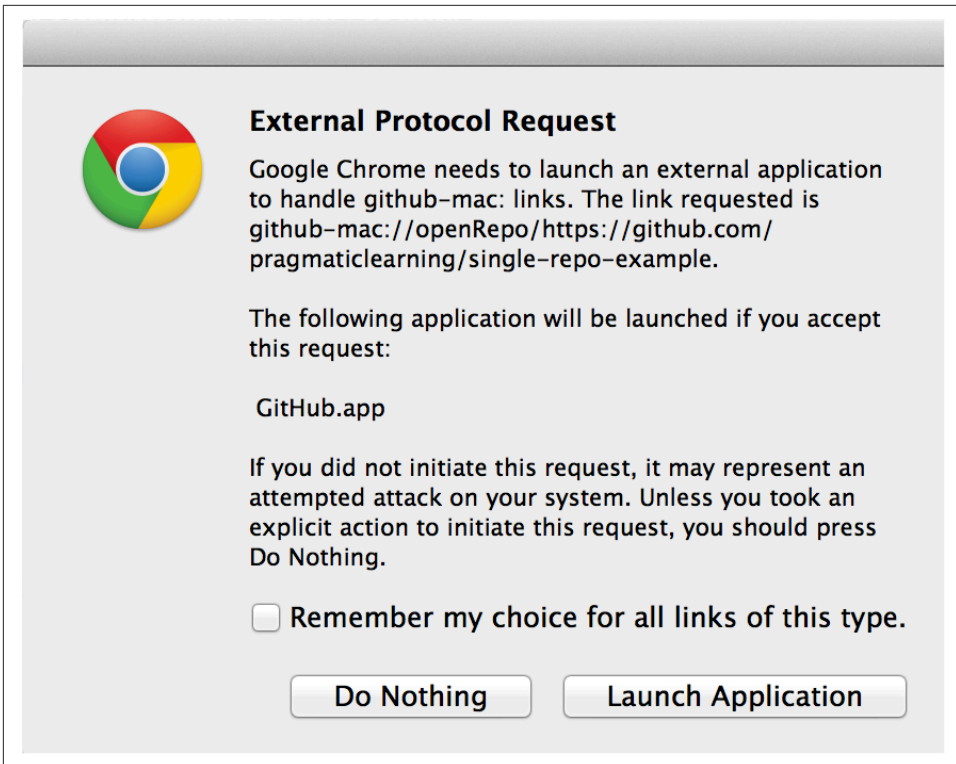 External Protocol Request
Google Chrome needs to launch an external application
to handle github-mac: links. The link requested is
github-mac://openRepo/https://github.com/
pragmaticlearning/single-repo-example.
The following application will be launched if you accept
this request:
GitHub.app
If you did not initiate this request, it may represent an
attempted attack on your system. Unless you took an
explicit action to initiate this request, you should press
Do Nothing.
Remember my choice for all links of this type.
Do Nothing Launch Application